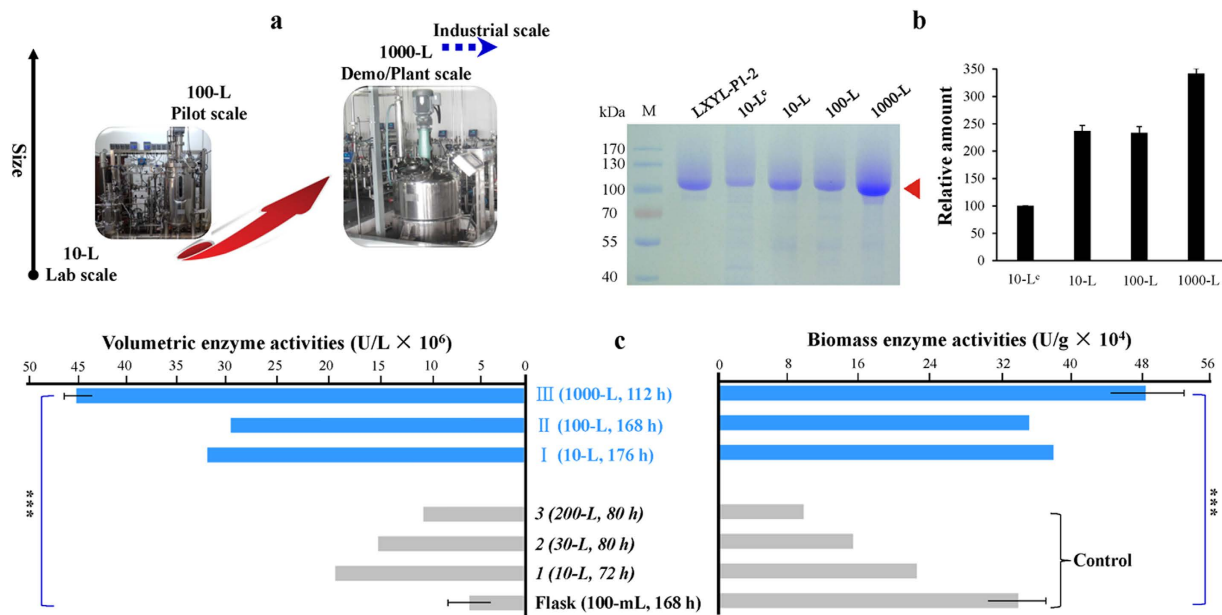 a
Industrial scale
1000-L
Demo/Plant scale
100-L
Pilot scale
Size
10-L
Lab scale
kDa M LXYL-P1-2 10-Lᶜ 10-L 100-L 1000-L
170
130
100
70
55
40
b
Relative amount
350
300
250
200
150
100
50
0
10-Lᶜ 10-L 100-L 1000-L
c
Volumetric enzyme activities (U/L × 10⁶)
50 45 40 35 30 25 20 15 10 5 0
Biomass enzyme activities (U/g × 10⁴)
0 8 16 24 32 40 48 56
III (1000-L, 112 h)
II (100-L, 168 h)
I (10-L, 176 h)
3 (200-L, 80 h)
2 (30-L, 80 h)
1 (10-L, 72 h)
Flask (100-mL, 168 h)
***
***
Control